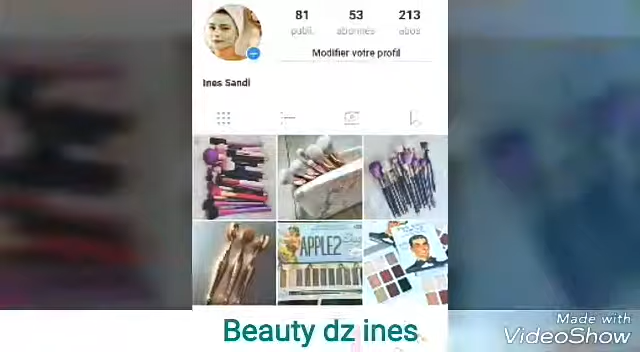 81 53 213
publi. abonnés abos
Modifier votre profil
Ines Sandi
APPLE2
Beauty dz ines
Made with
VideoShow